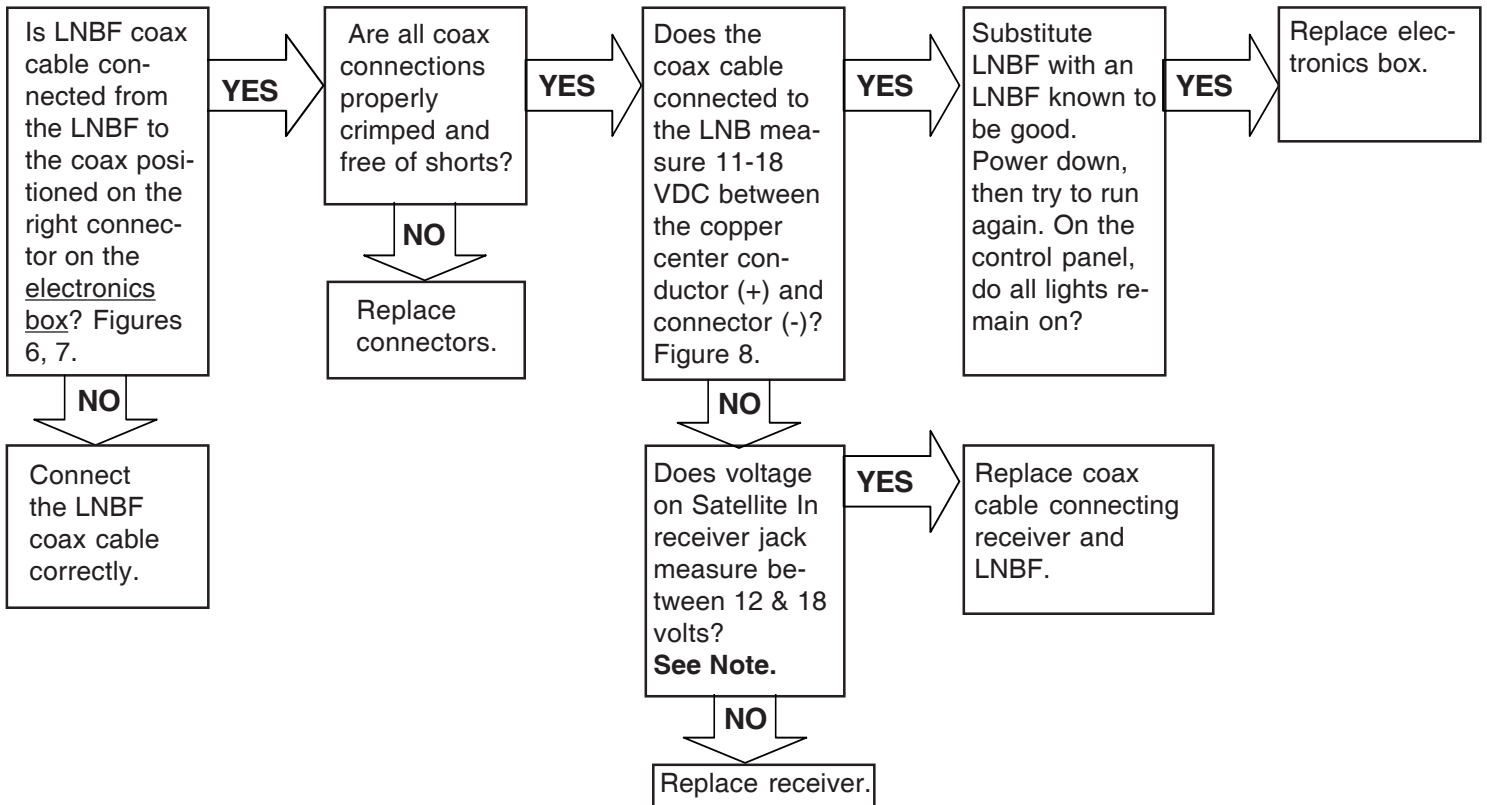 Is LNBF coax
cable con-
nected from
the LNBF to
the coax posi-
tioned on the
right connec-
tor on the
electronics
box? Figures
6, 7.
YES
Are all coax
connections
properly
crimped and
free of shorts?
YES
Does the
coax cable
connected to
the LNB mea-
sure 11-18
VDC between
the copper
center con-
ductor (+) and
connector (-)?
Figure 8.
YES
Substitute
LNBF with an
LNBF known to
be good.
Power down,
then try to run
again. On the
control panel,
do all lights re-
main on?
YES
Replace elec-
tronics box.
NO
Connect
the LNBF
coax cable
correctly.
NO
Replace
connectors.
NO
Does voltage
on Satellite In
receiver jack
measure be-
tween 12 & 18
volts?
See Note.
YES
Replace coax
cable connecting
receiver and
LNBF.
NO
Replace receiver.